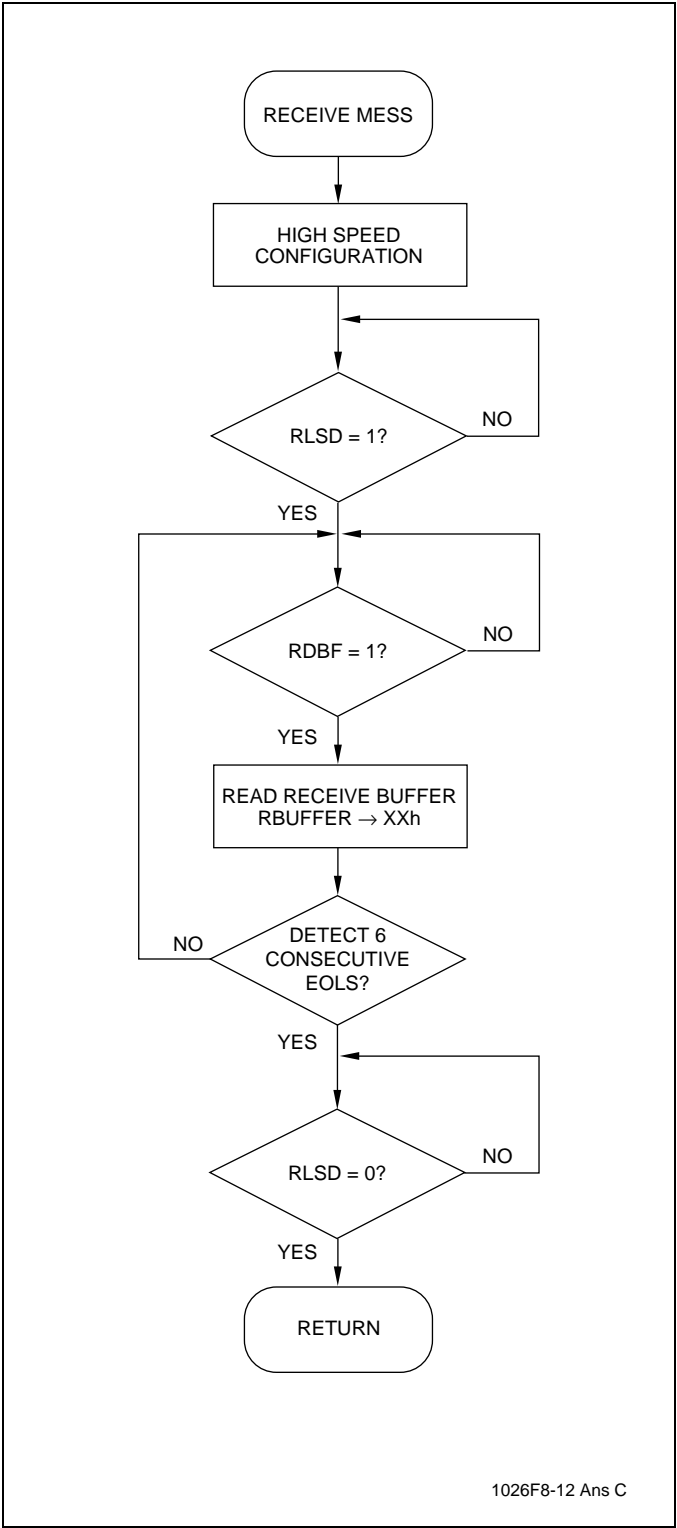 RECEIVE MESS
HIGH SPEED
CONFIGURATION
RLSD = 1?
NO
YES
RDBF = 1?
NO
YES
READ RECEIVE BUFFER
RBUFFER → XXh
DETECT 6
CONSECUTIVE
EOLS?
NO
YES
RLSD = 0?
NO
YES
RETURN
1026F8-12 Ans C